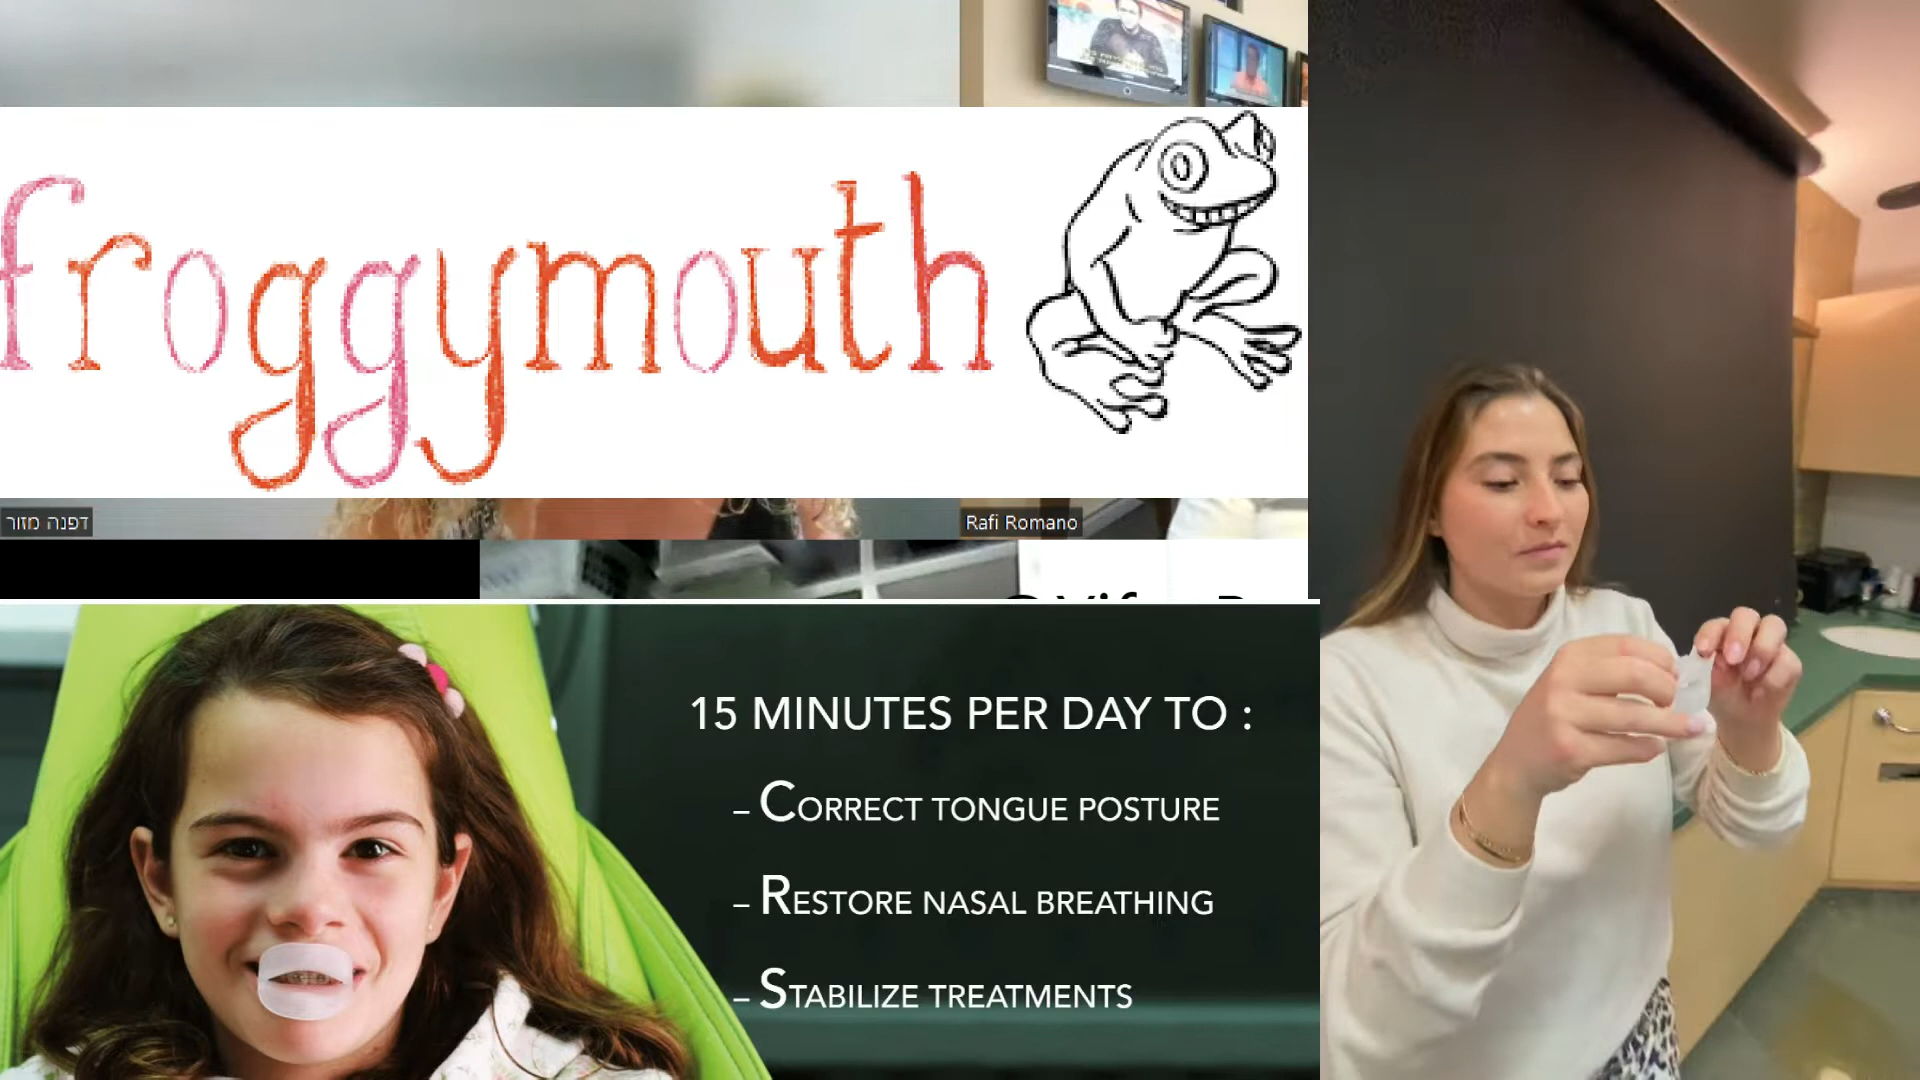 froggymouth
דפנה מזור
Rafi Romano
15 MINUTES PER DAY TO :
– CORRECT TONGUE POSTURE
– RESTORE NASAL BREATHING
– STABILIZE TREATMENTS